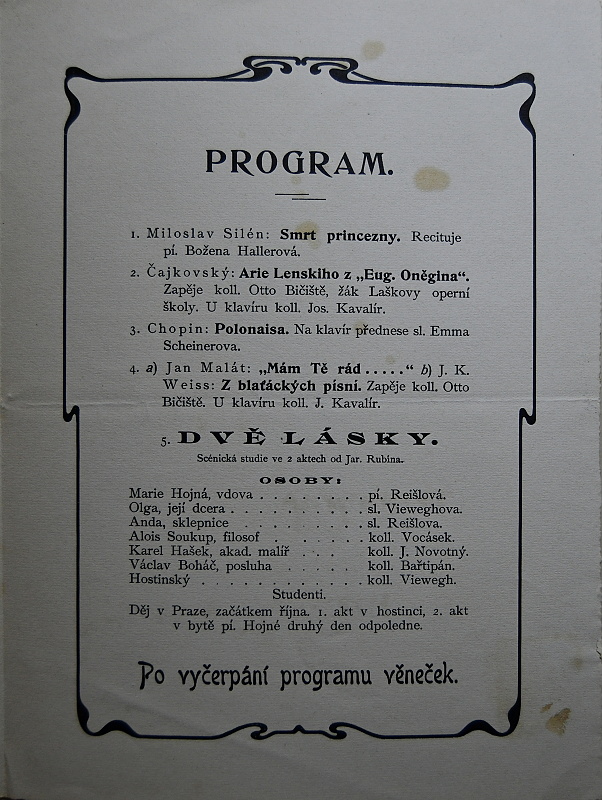 PROGRAM.
1. Miloslav Silén: Smrt princezny. Recituje
pí. Božena Hallerová.
2. Čajkovský: Arie Lenskiho z „Eug. Oněgina“.
Zapěje koll. Otto Bičiště, žák Laškovy operní
školy. U klavíru koll. Jos. Kavalír.
3. Chopin: Polonaisa. Na klavír přednese sl. Emma
Scheinerova.
4. a) Jan Malát: „Mám Tě rád.....“ b) J. K.
Weiss: Z blaťáckých písní. Zapěje koll. Otto
Bičiště. U klavíru koll. J. Kavalír.
5. DVĚ LÁSKY.
Scénická studie ve 2 aktech od Jar. Rubína.
OSOBY:
Marie Hojná, vdova . . . . . . . . pí. Reišlová.
Olga, její dcera . . . . . . . . . . sl. Vieweghova.
Anda, sklepnice . . . . . . . . . sl. Reišlova.
Alois Soukup, filosof . . . . . . koll. Vocásek.
Karel Hašek, akad. malíř . . . koll. J. Novotný.
Václav Boháč, posluha . . . . . koll. Bařtipán.
Hostinský . . . . . . . . . . . koll. Viewegh.
Studenti.
Děj v Praze, začátkem října. 1. akt v hostinci, 2. akt
v bytě pí. Hojné druhý den odpoledne.
Po vyčerpání programu věneček.